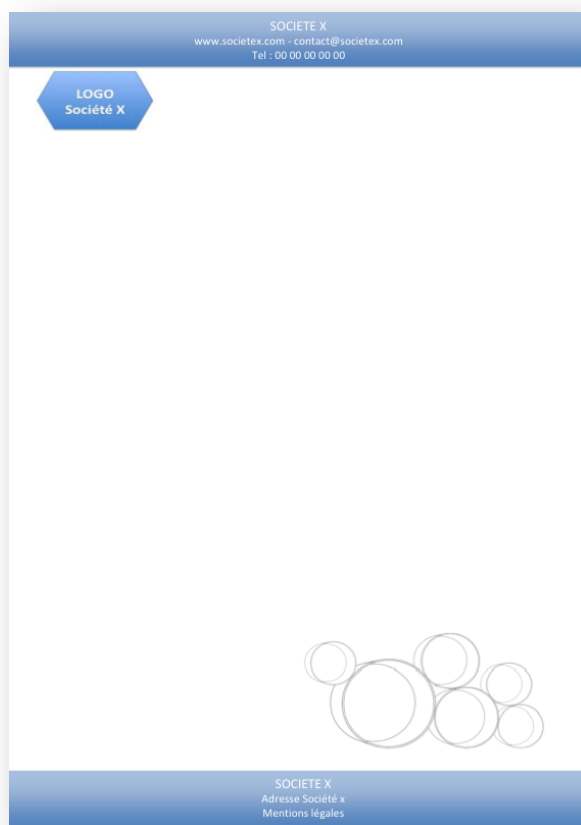 SOCIETE X
www.societex.com - contact@societex.com
Tel : 00 00 00 00 00
LOGO
Société X
SOCIETE X
Adresse Société x
Mentions légales